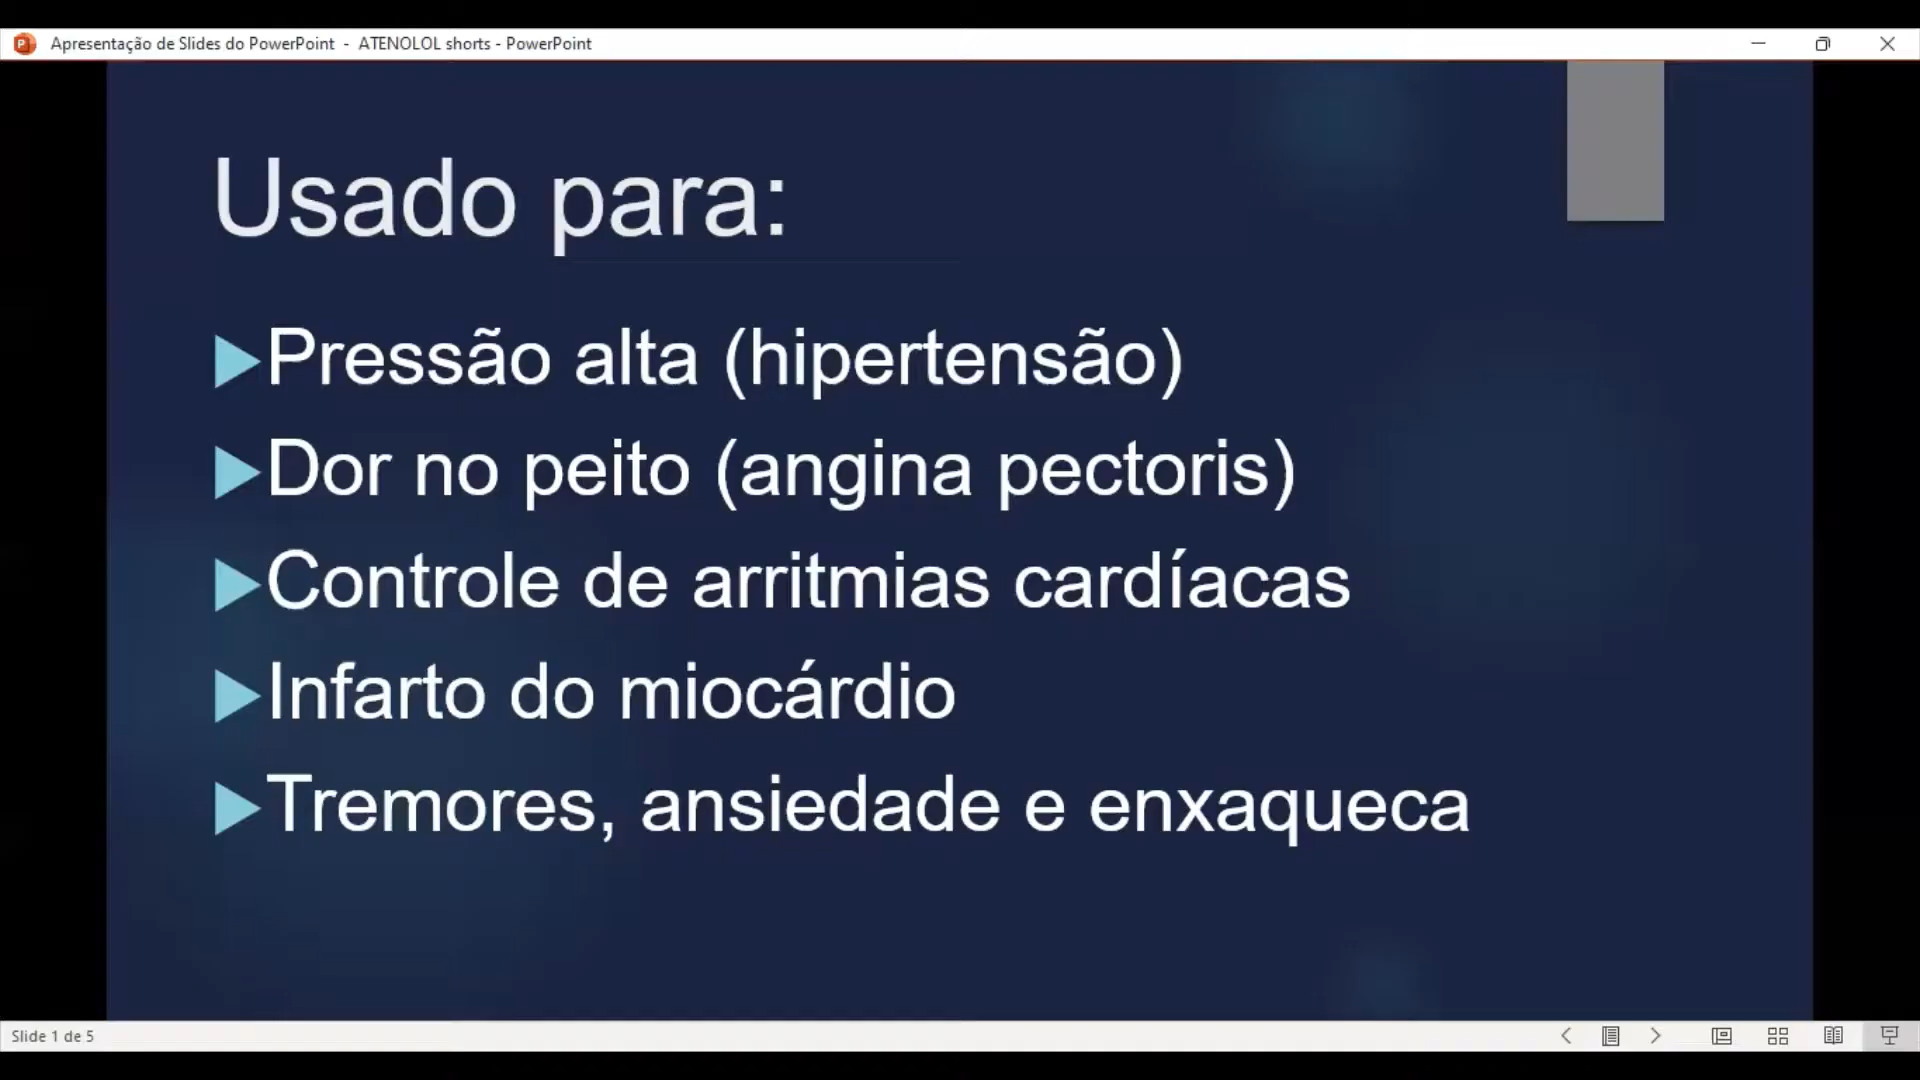 Apresentação de Slides do PowerPoint - ATENOLOL shorts - PowerPoint
Usado para:
Pressão alta (hipertensão)
Dor no peito (angina pectoris)
Controle de arritmias cardíacas
Infarto do miocárdio
Tremores, ansiedade e enxaqueca
Slide 1 de 5